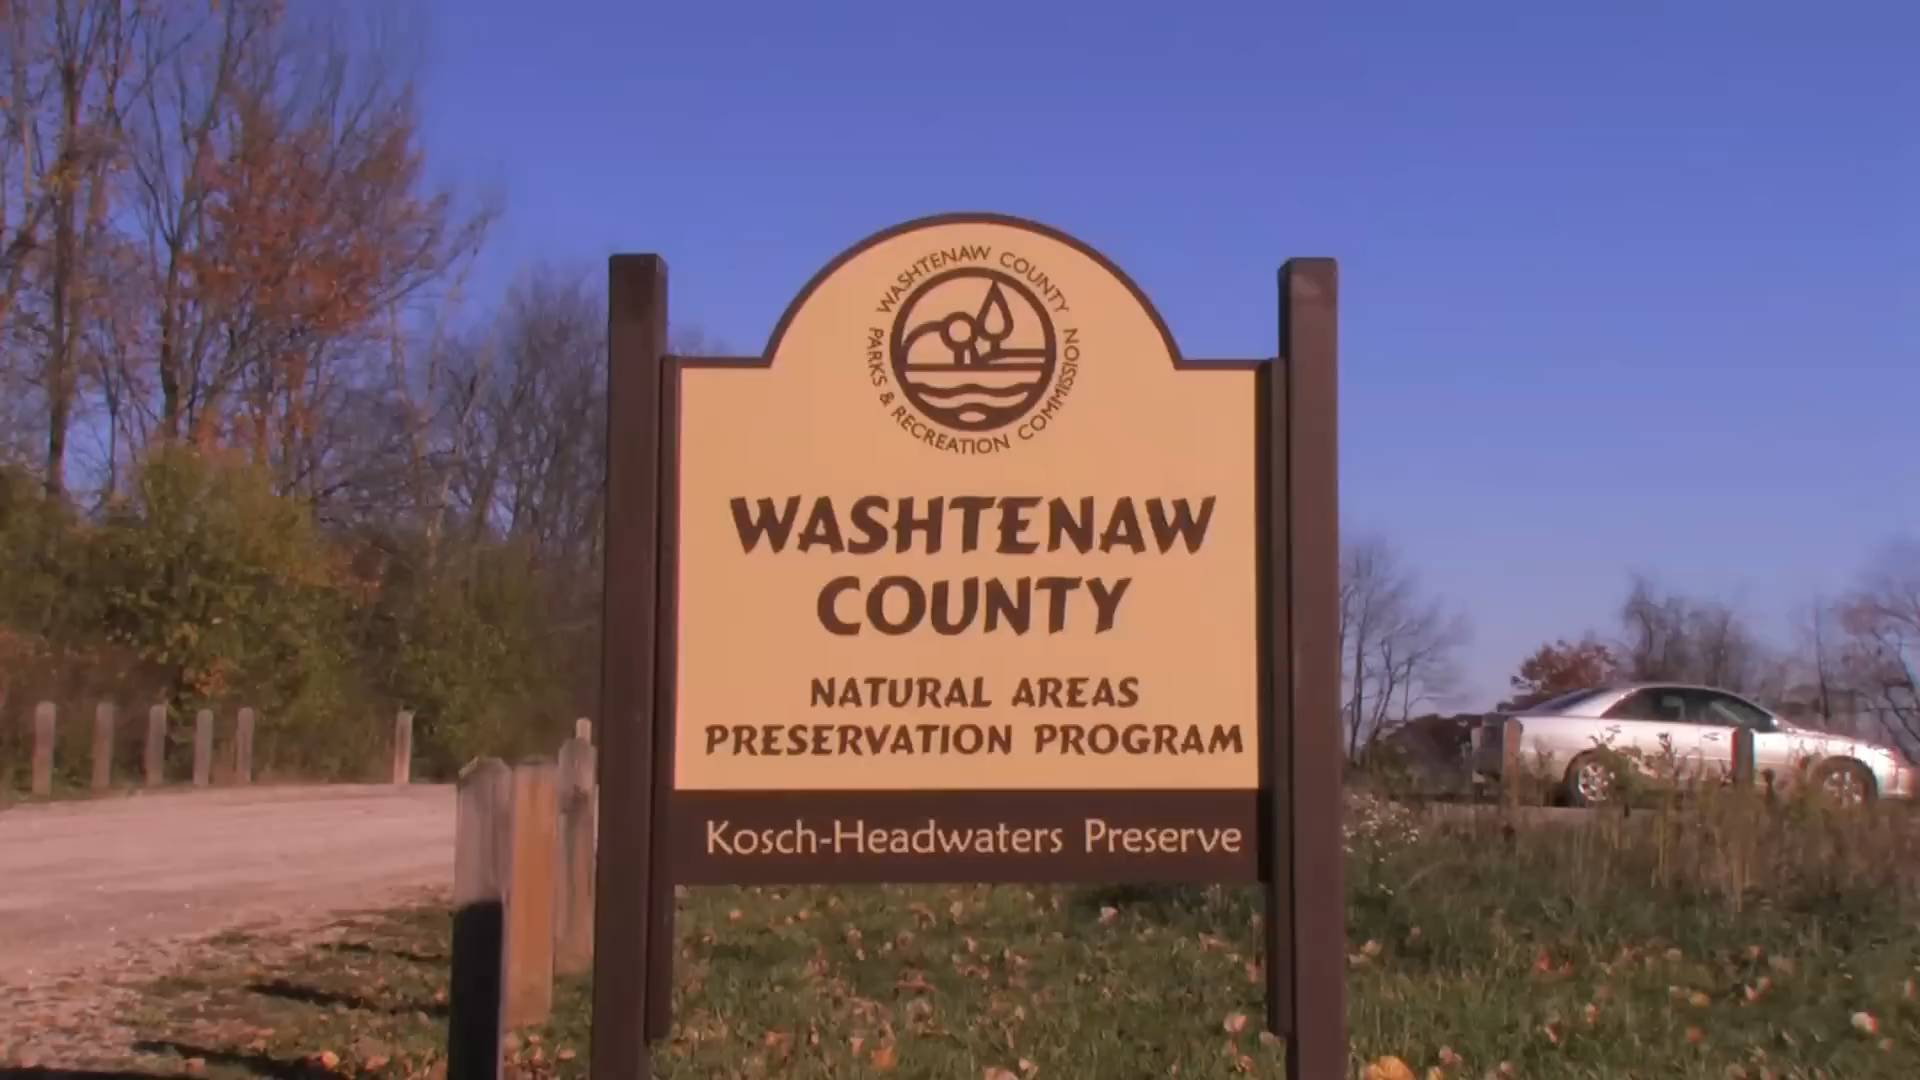 WASHTENAW COUNTY
PARKS & RECREATION COMMISSION
WASHTENAW
COUNTY
NATURAL AREAS
PRESERVATION PROGRAM
Kosch-Headwaters Preserve